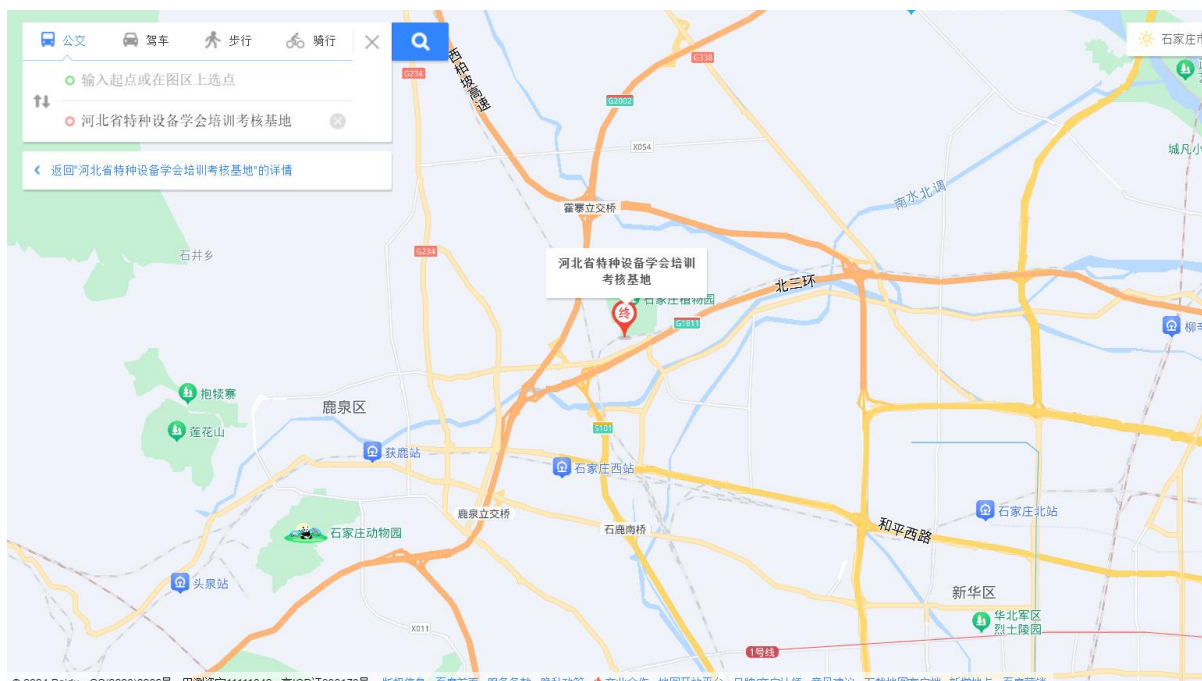 公交 驾车 步行 骑行
输入起点或在图区上选点
河北省特种设备学会培训考核基地
返回"河北省特种设备学会培训考核基地"的详情
石家庄市
西柏坡高速
G234
G338
G2002
X054
城凡小
南水北调
霍寨立交桥
石井乡
G234
河北省特种设备学会培训
考核基地
北三环
石家庄植物园
终
G1811
柳辛
抱犊寨
鹿泉区
莲花山
S101
获鹿站
石家庄西站
鹿泉立交桥
石家庄北站
石鹿南桥
和平西路
石家庄动物园
头泉站
新华区
华北军区
烈士陵园
X011
1号线